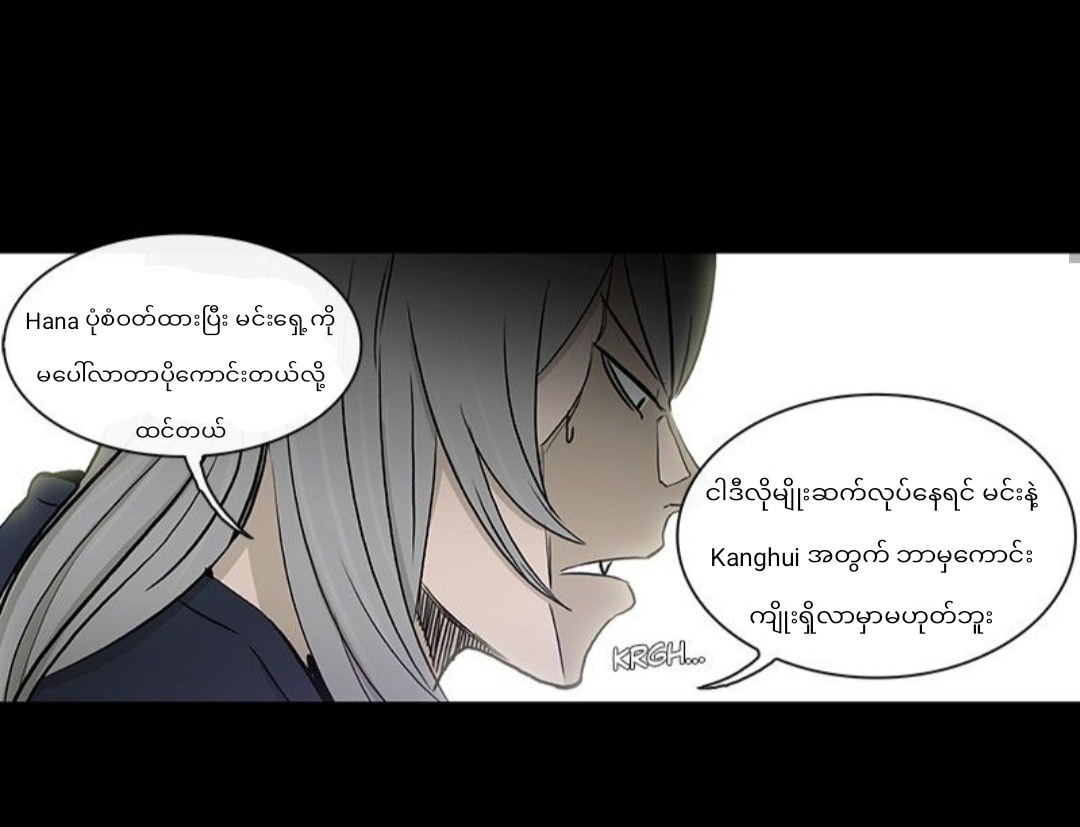 Hana ပုံစံဝတ်ထားပြီး မင်းရှေ့ကို
မပေါ်လာတာပိုကောင်းတယ်လို့
ထင်တယ်
ငါဒီလိုမျိုးဆက်လုပ်နေရင် မင်းနဲ့
Kanghui အတွက် ဘာမှကောင်း
ကျိုးရှိလာမှာမဟုတ်ဘူး
KRGH...